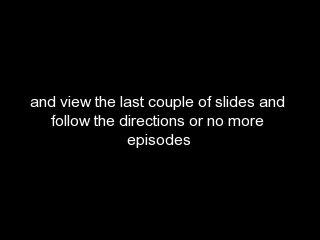 and view the last couple of slides and
follow the directions or no more
episodes